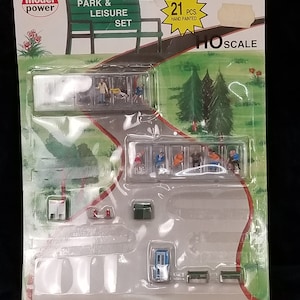 model
power
PARK &
LEISURE
SET
21 PCS
HAND PAINTED
HO SCALE